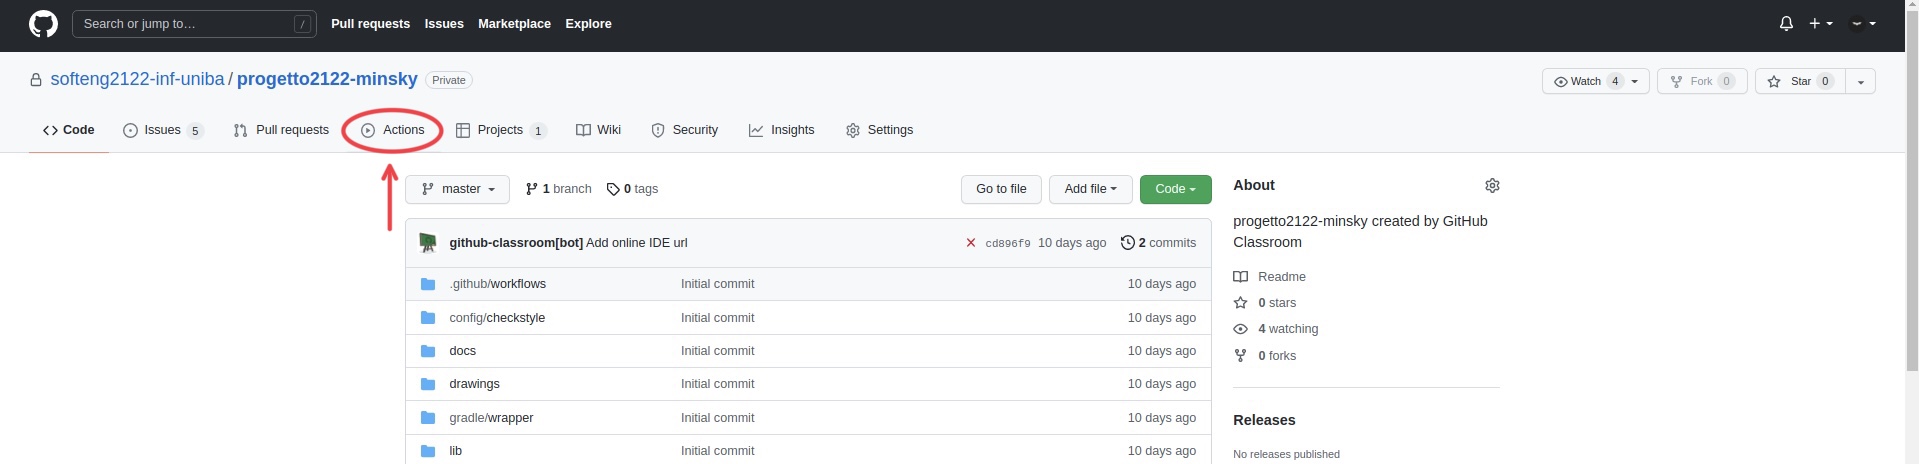 Search or jump to… /
Pull requests Issues Marketplace Explore
softeng2122-inf-uniba / progetto2122-minsky Private
Watch 4 Fork 0 Star 0
Code Issues 5 Pull requests Actions Projects 1 Wiki Security Insights Settings
master 1 branch 0 tags Go to file Add file Code
github-classroom[bot] Add online IDE url cd896f9 10 days ago 2 commits
.github/workflows Initial commit 10 days ago
config/checkstyle Initial commit 10 days ago
docs Initial commit 10 days ago
drawings Initial commit 10 days ago
gradle/wrapper Initial commit 10 days ago
lib Initial commit 10 days ago
About
progetto2122-minsky created by GitHub
Classroom
Readme
0 stars
4 watching
0 forks
Releases
No releases published